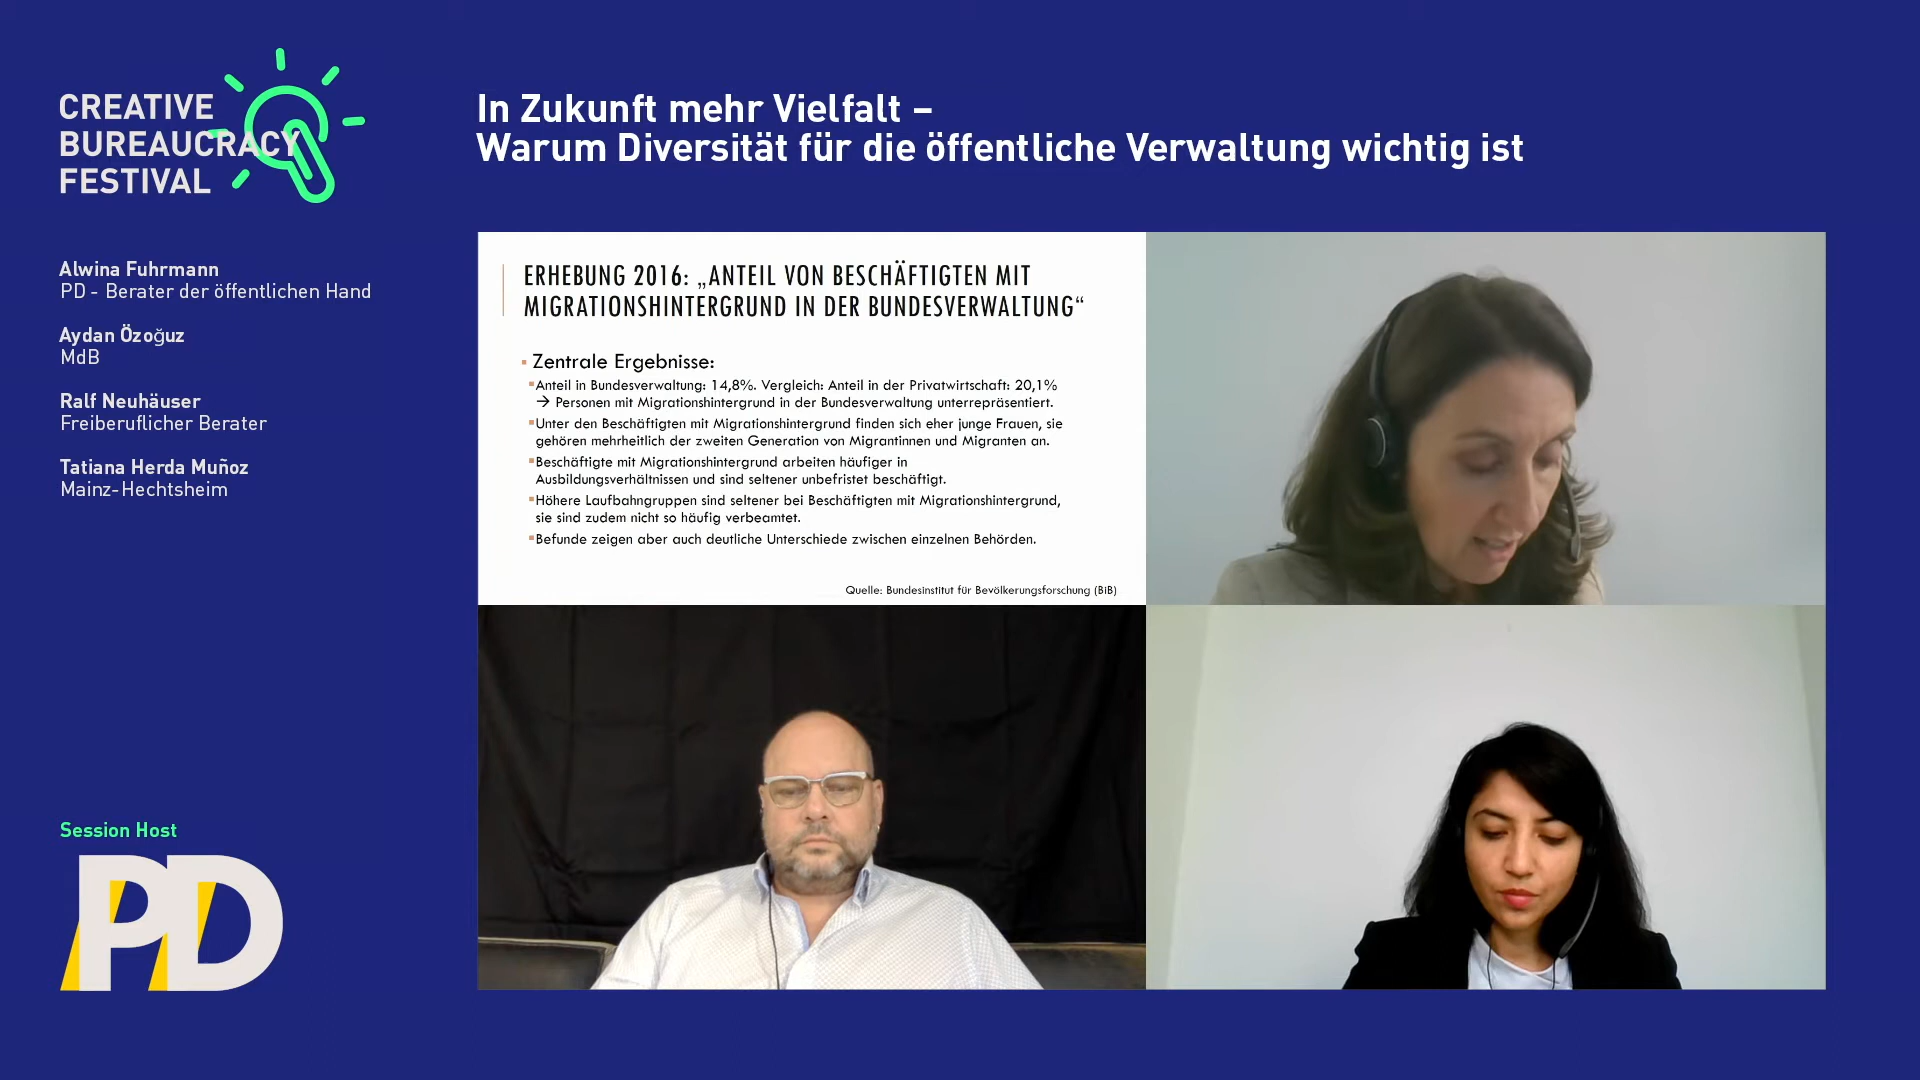 CREATIVE
BUREAUCRACY
FESTIVAL
In Zukunft mehr Vielfalt –
Warum Diversität für die öffentliche Verwaltung wichtig ist
Alwina Fuhrmann
PD - Berater der öffentlichen Hand
Aydan Özoğuz
MdB
Ralf Neuhäuser
Freiberuflicher Berater
Tatiana Herda Muñoz
Mainz-Hechtsheim
Session Host
PD
ERHEBUNG 2016: „ANTEIL VON BESCHÄFTIGTEN MIT
MIGRATIONSHINTERGRUND IN DER BUNDESVERWALTUNG“
▪ Zentrale Ergebnisse:
▪Anteil in Bundesverwaltung: 14,8%. Vergleich: Anteil in der Privatwirtschaft: 20,1%
→ Personen mit Migrationshintergrund in der Bundesverwaltung unterrepräsentiert.
▪Unter den Beschäftigten mit Migrationshintergrund finden sich eher junge Frauen, sie
gehören mehrheitlich der zweiten Generation von Migrantinnen und Migranten an.
▪Beschäftigte mit Migrationshintergrund arbeiten häufiger in
Ausbildungsverhältnissen und sind seltener unbefristet beschäftigt.
▪Höhere Laufbahngruppen sind seltener bei Beschäftigten mit Migrationshintergrund,
sie sind zudem nicht so häufig verbeamtet.
▪Befunde zeigen aber auch deutliche Unterschiede zwischen einzelnen Behörden.
Quelle: Bundesinstitut für Bevölkerungsforschung (BiB)